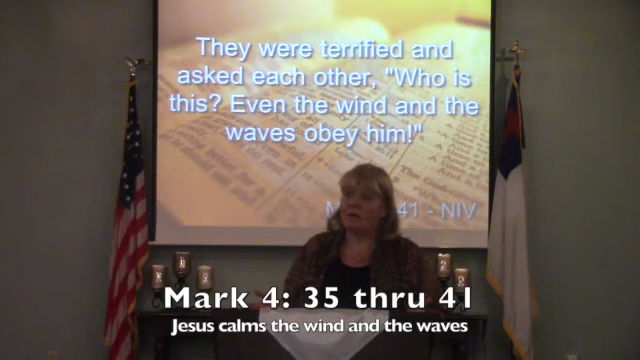 They were terrified and
asked each other, "Who is
this? Even the wind and the
waves obey him!"
41 - NIV
Mark 4: 35 thru 41
Jesus calms the wind and the waves